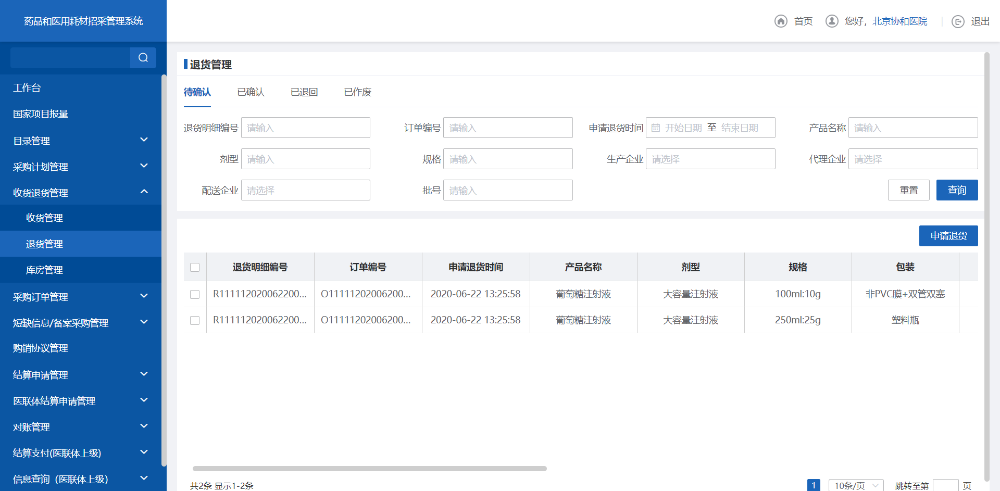 药品和医用耗材招采管理系统
首页
您好，北京协和医院
退出
工作台
国家项目报量
目录管理
采购计划管理
收货退货管理
收货管理
退货管理
库房管理
采购订单管理
短缺信息/备案采购管理
购销协议管理
结算申请管理
医联体结算申请管理
对账管理
结算支付(医联体上级)
信息查询（医联体上级）
退货管理
待确认 已确认 已退回 已作废
退货明细编号 请输入 订单编号 请输入 申请退货时间 开始日期 至 结束日期 产品名称 请输入
剂型 请输入 规格 请输入 生产企业 请选择 代理企业 请选择
配送企业 请选择 批号 请输入 重置 查询
申请退货
退货明细编号 订单编号 申请退货时间 产品名称 剂型 规格 包装
R111112020062200... O11111202006200... 2020-06-22 13:25:58 葡萄糖注射液 大容量注射液 100ml:10g 非PVC膜+双管双塞
R111112020062200... O11111202006200... 2020-06-22 13:25:58 葡萄糖注射液 大容量注射液 250ml:25g 塑料瓶
共2条 显示1-2条 1 10条/页 跳转至第 页